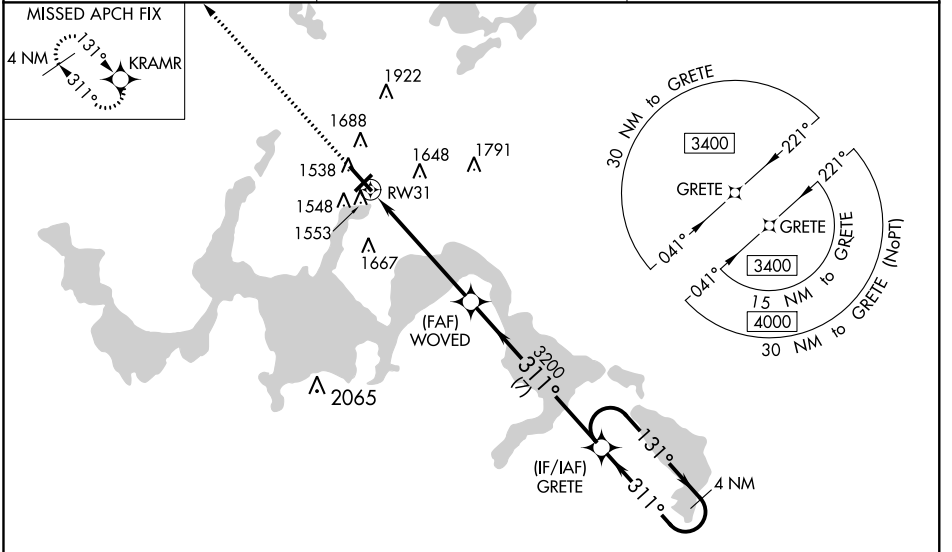 MISSED APCH FIX
4 NM
131°
311°
KRAMR
1922
1688
1538
1648
1791
RW31
1548
1553
1667
(FAF)
WOVED
2065
3200
311°
(7)
(IF/IAF)
GRETE
131°
311°
4 NM
30 NM to GRETE
3400
221°
GRETE
041°
221°
GRETE
041°
3400
15 NM to GRETE
4000
30 NM to GRETE (NoPT)